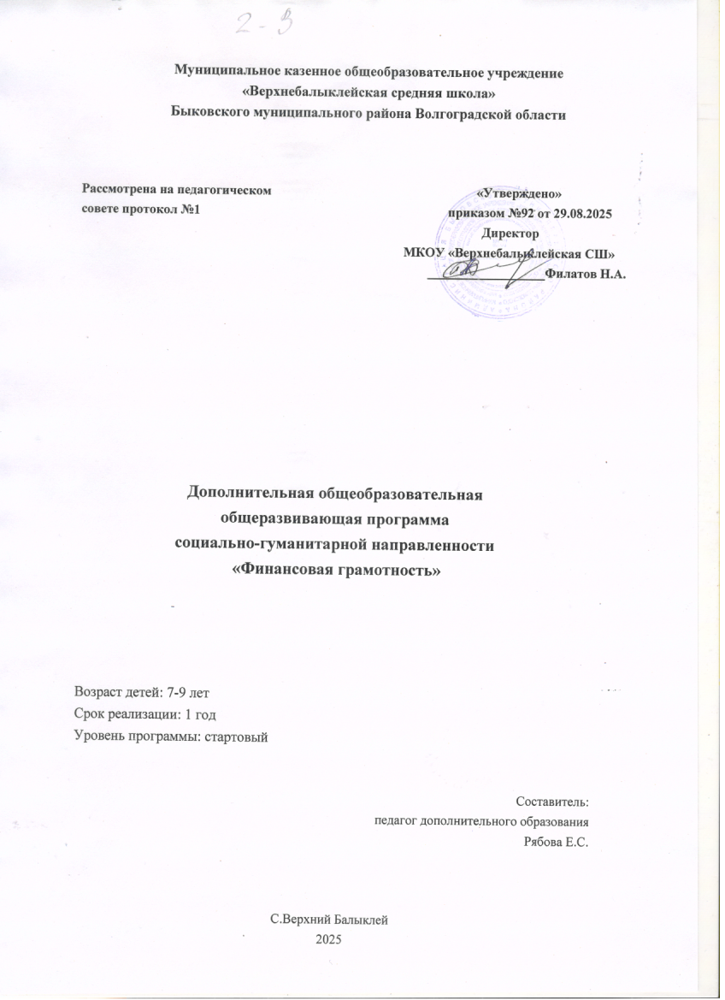 2-3
Муниципальное казенное общеобразовательное учреждение
«Верхнебалыклейская средняя школа»
Быковского муниципального района Волгоградской области
Рассмотрена на педагогическом
совете протокол №1
«Утверждено»
приказом №92 от 29.08.2025
Директор
МКОУ «Верхнебалыклейская СШ»
Филатов Н.А.
Дополнительная общеобразовательная
общеразвивающая программа
социально-гуманитарной направленности
«Финансовая грамотность»
Возраст детей: 7-9 лет
Срок реализации: 1 год
Уровень программы: стартовый
Составитель:
педагог дополнительного образования
Рябова Е.С.
С.Верхний Балыклей
2025